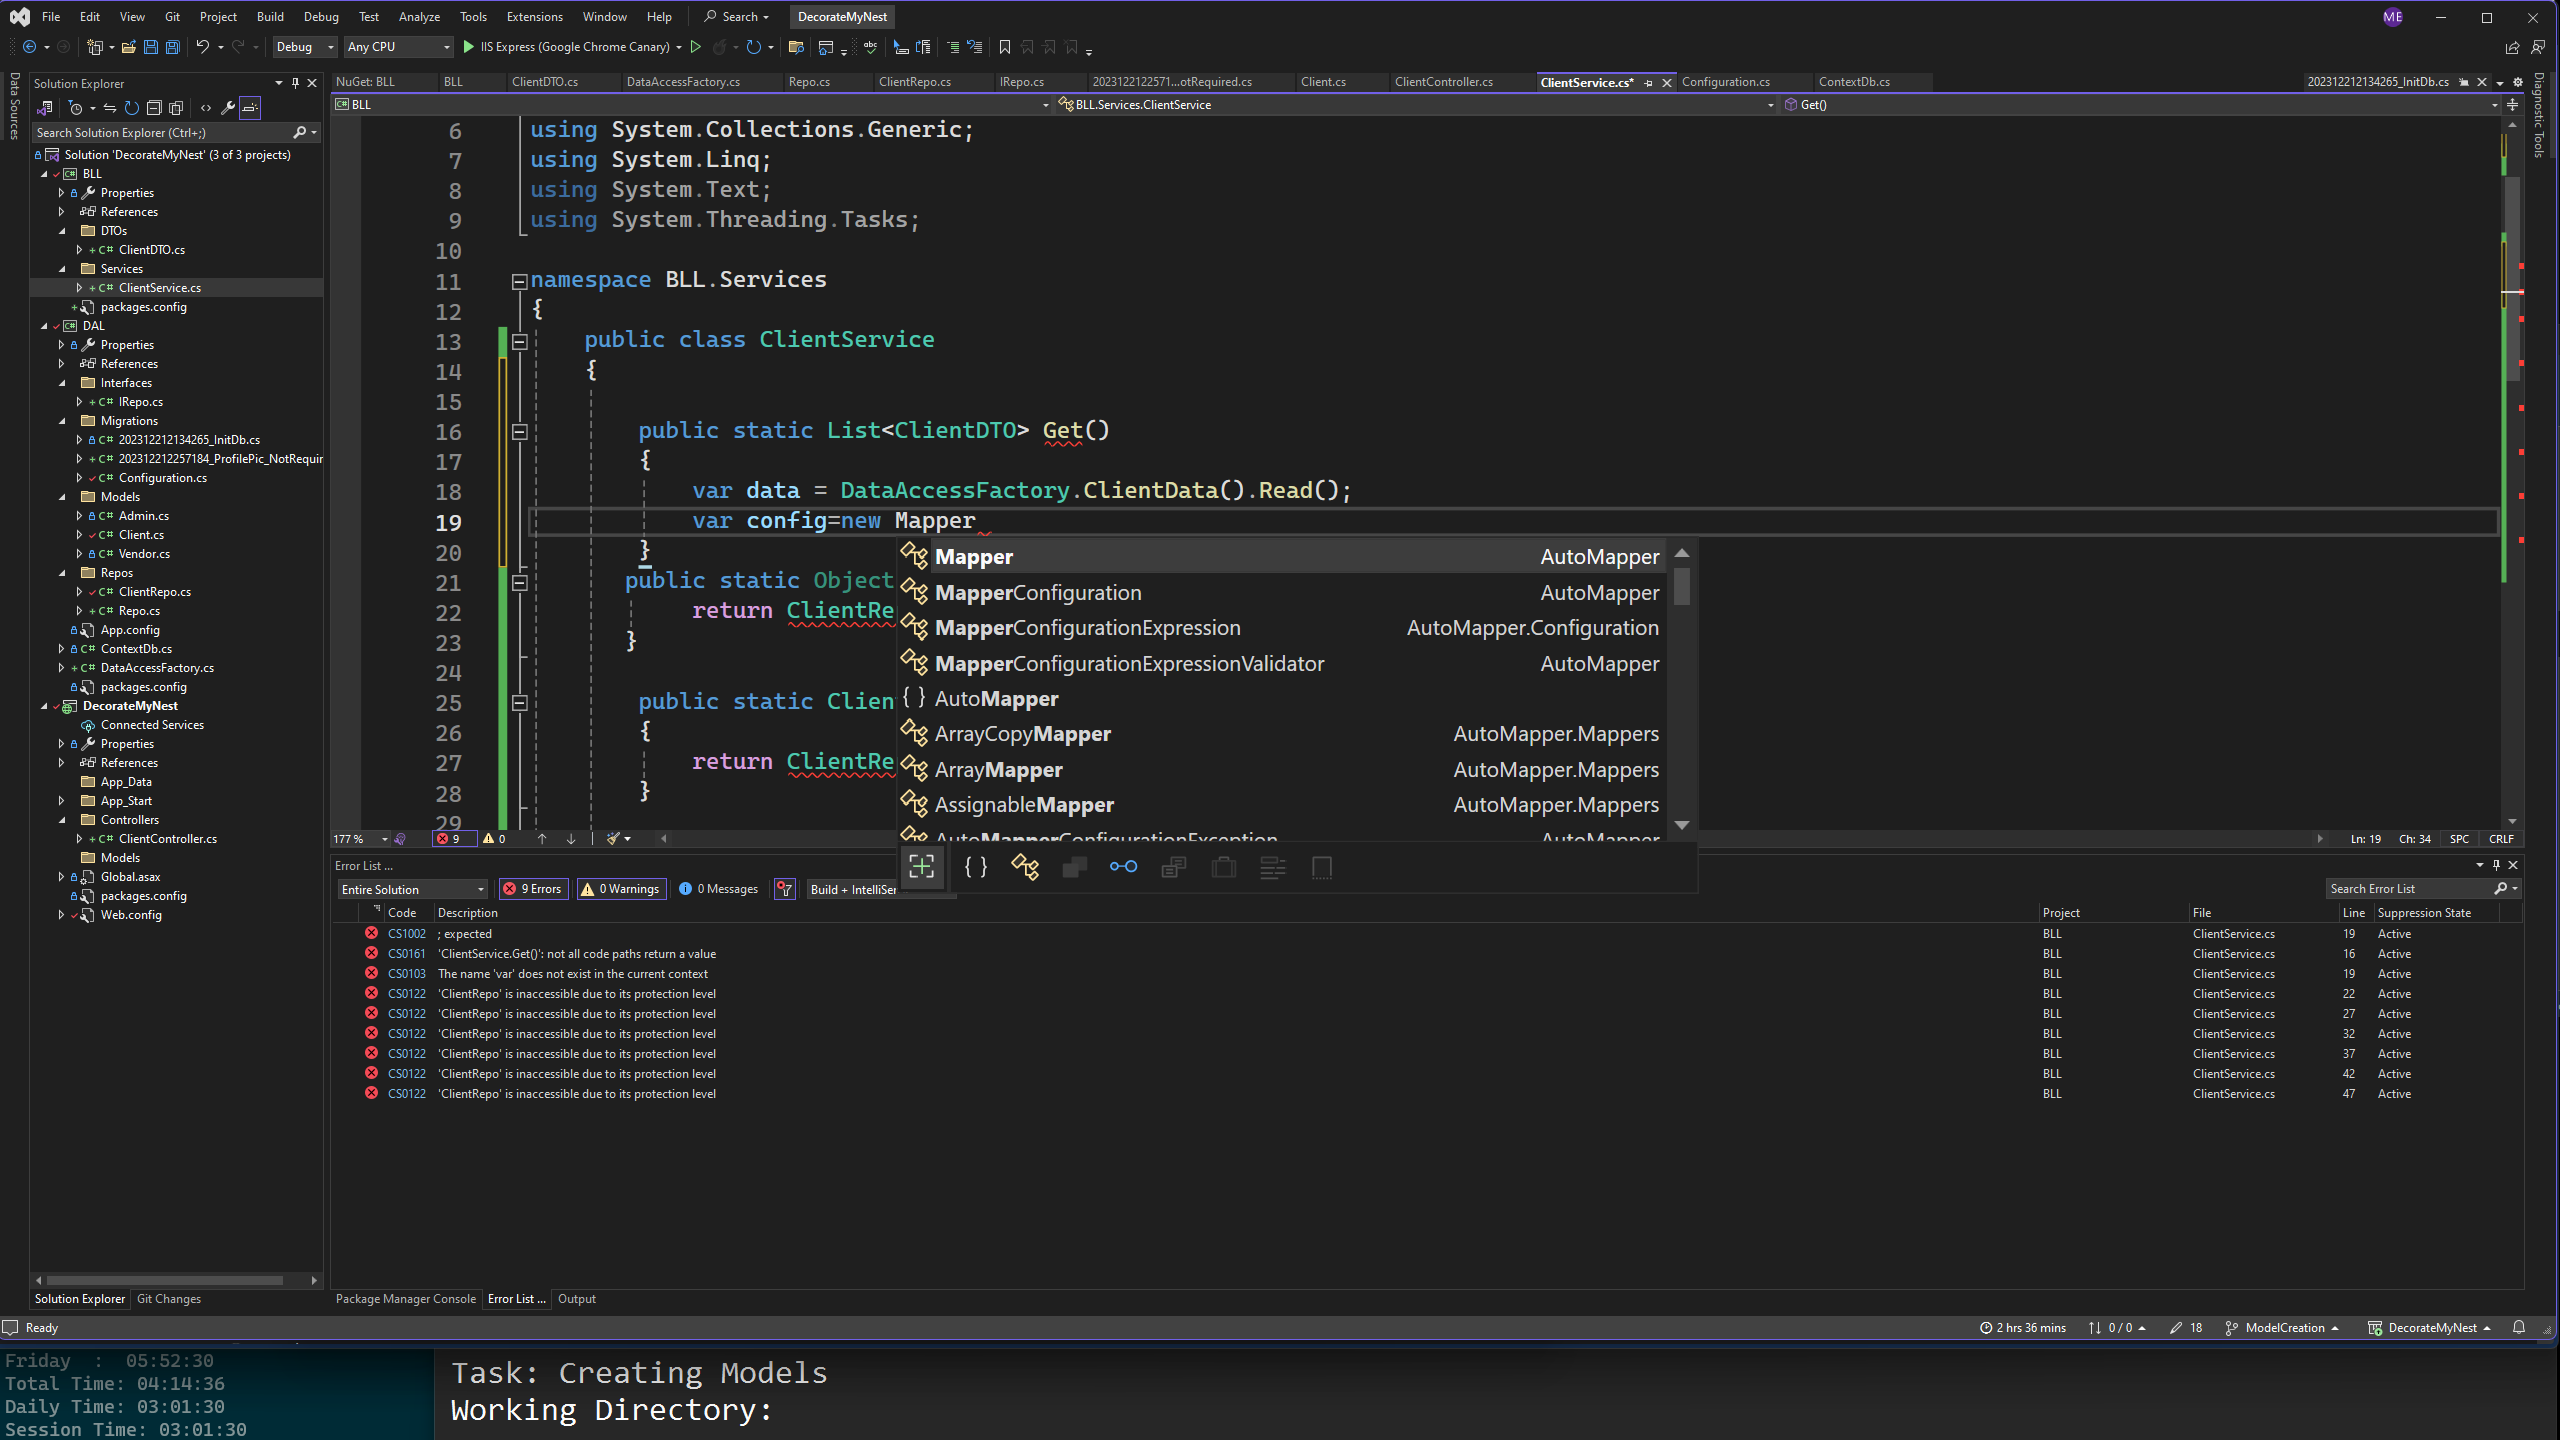 File Edit View Git Project Build Debug Test Analyze Tools Extensions Window Help Search DecorateMyNest ME
Debug Any CPU IIS Express (Google Chrome Canary)
Data Sources
Solution Explorer
Search Solution Explorer (Ctrl+;)
Solution 'DecorateMyNest' (3 of 3 projects)
BLL
Properties
References
DTOs
C# ClientDTO.cs
Services
C# ClientService.cs
packages.config
DAL
Properties
References
Interfaces
C# IRepo.cs
Migrations
C# 202312212134265_InitDb.cs
C# 202312212257184_ProfilePic_NotRequir
C# Configuration.cs
Models
C# Admin.cs
C# Client.cs
C# Vendor.cs
Repos
C# ClientRepo.cs
C# Repo.cs
App.config
C# ContextDb.cs
C# DataAccessFactory.cs
packages.config
DecorateMyNest
Connected Services
Properties
References
App_Data
App_Start
Controllers
C# ClientController.cs
Models
Global.asax
packages.config
Web.config
Solution Explorer Git Changes
NuGet: BLL BLL ClientDTO.cs DataAccessFactory.cs Repo.cs ClientRepo.cs IRepo.cs 2023122122571...otRequired.cs Client.cs ClientController.cs ClientService.cs* Configuration.cs ContextDb.cs 202312212134265_InitDb.cs
C# BLL BLL.Services.ClientService Get()
Diagnostic Tools
6 using System.Collections.Generic;
7 using System.Linq;
8 using System.Text;
9 using System.Threading.Tasks;
10
11 namespace BLL.Services
12 {
13 public class ClientService
14 {
15
16 public static List<ClientDTO> Get()
17 {
18 var data = DataAccessFactory.ClientData().Read();
19 var config=new Mapper
20 }
21 public static Object
22 return ClientRe
23 }
24
25 public static Clien
26 {
27 return ClientRe
28 }
29
Mapper AutoMapper
MapperConfiguration AutoMapper
MapperConfigurationExpression AutoMapper.Configuration
MapperConfigurationExpressionValidator AutoMapper
{ } AutoMapper
ArrayCopyMapper AutoMapper.Mappers
ArrayMapper AutoMapper.Mappers
AssignableMapper AutoMapper.Mappers
AutoMapperConfigurationException AutoMapper
177 % 9 0 Ln: 19 Ch: 34 SPC CRLF
Error List ...
Entire Solution 9 Errors 0 Warnings 0 Messages Build + IntelliSen Search Error List
Code Description Project File Line Suppression State
CS1002 ; expected BLL ClientService.cs 19 Active
CS0161 'ClientService.Get()': not all code paths return a value BLL ClientService.cs 16 Active
CS0103 The name 'var' does not exist in the current context BLL ClientService.cs 19 Active
CS0122 'ClientRepo' is inaccessible due to its protection level BLL ClientService.cs 22 Active
CS0122 'ClientRepo' is inaccessible due to its protection level BLL ClientService.cs 27 Active
CS0122 'ClientRepo' is inaccessible due to its protection level BLL ClientService.cs 32 Active
CS0122 'ClientRepo' is inaccessible due to its protection level BLL ClientService.cs 37 Active
CS0122 'ClientRepo' is inaccessible due to its protection level BLL ClientService.cs 42 Active
CS0122 'ClientRepo' is inaccessible due to its protection level BLL ClientService.cs 47 Active
Package Manager Console Error List ... Output
Ready 2 hrs 36 mins 0 / 0 18 ModelCreation DecorateMyNest
Friday : 05:52:30
Total Time: 04:14:36
Daily Time: 03:01:30
Session Time: 03:01:30
Task: Creating Models
Working Directory: